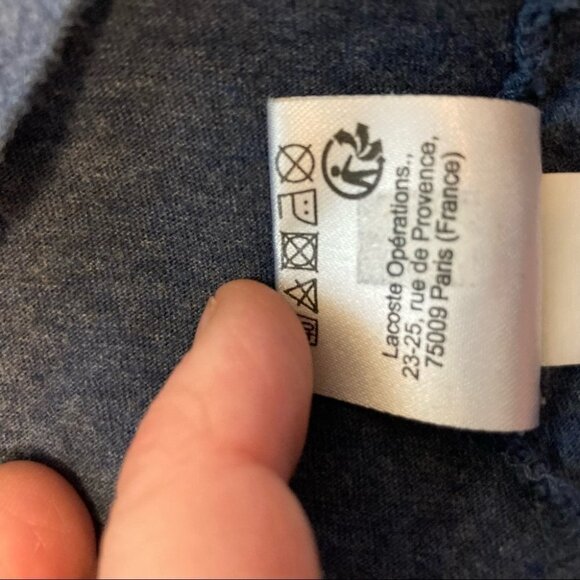 Lacoste Opérations.,
23-25, rue de Provence,
75009 Paris (France)